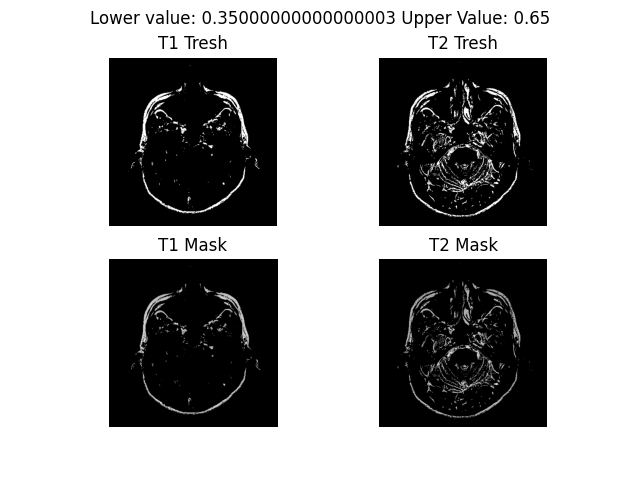 Lower value: 0.35000000000000003 Upper Value: 0.65
T1 Tresh
T2 Tresh
T1 Mask
T2 Mask